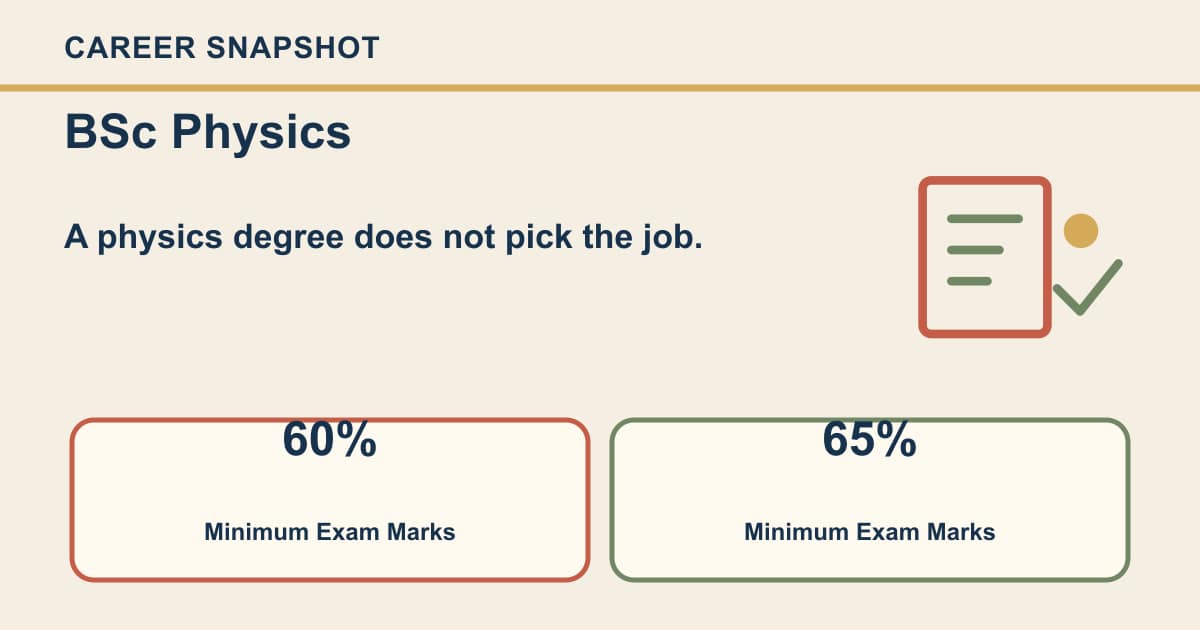 CAREER SNAPSHOT
BSc Physics
A physics degree does not pick the job.
60%
Minimum Exam Marks
65%
Minimum Exam Marks